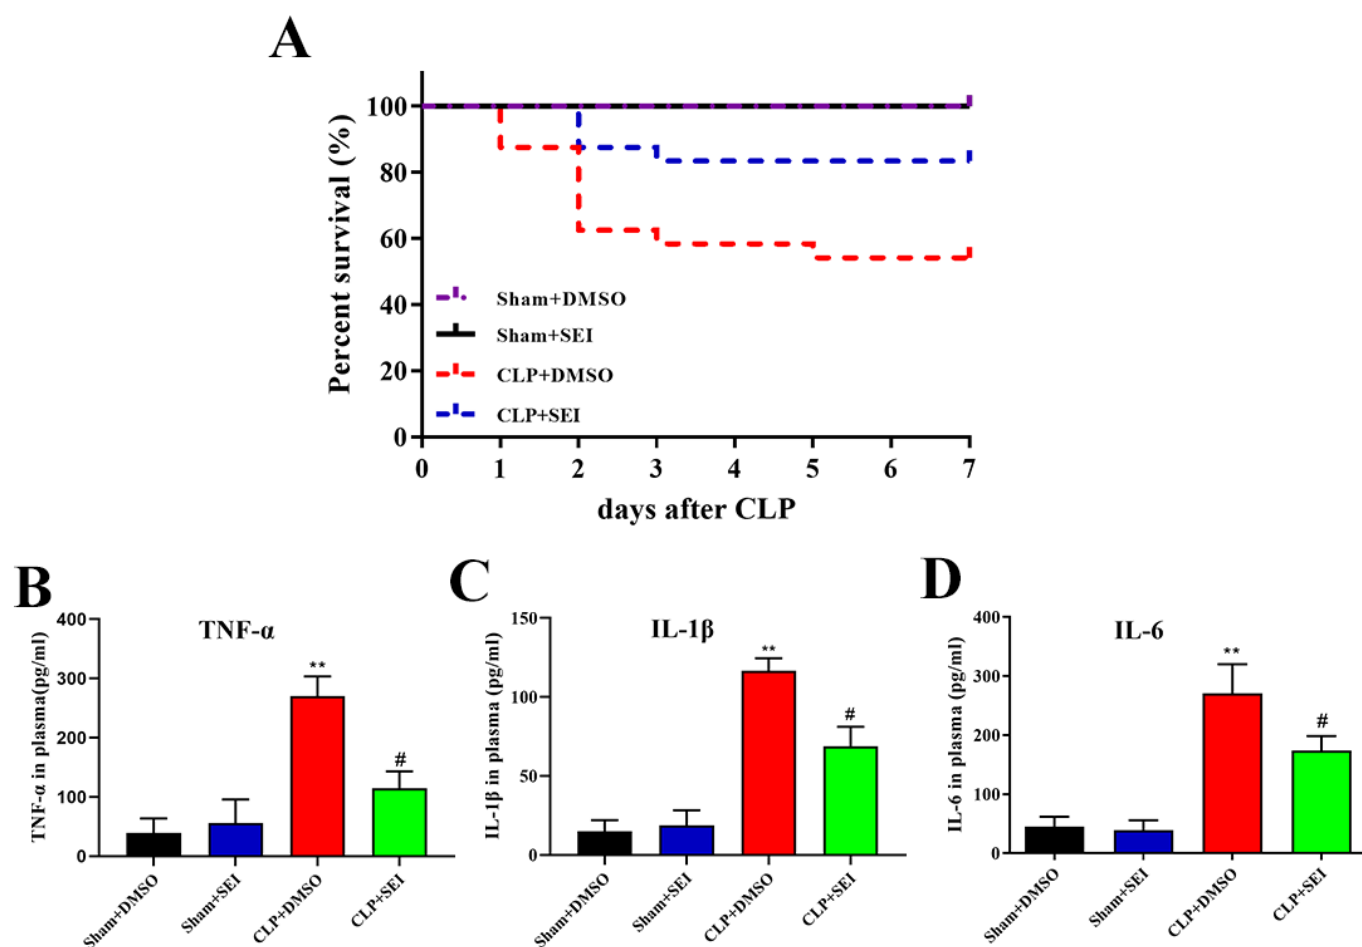 A
Percent survival (%)
100
80
60
40
20
0
Sham+DMSO
Sham+SEI
CLP+DMSO
CLP+SEI
0 1 2 3 4 5 6 7
days after CLP
B
TNF-α
TNF-α in plasma(pg/ml)
400
300
200
100
0
**
#
Sham+DMSO
Sham+SEI
CLP+DMSO
CLP+SEI
C
IL-1β
IL-1β in plasma (pg/ml)
150
100
50
0
**
#
Sham+DMSO
Sham+SEI
CLP+DMSO
CLP+SEI
D
IL-6
IL-6 in plasma (pg/ml)
400
300
200
100
0
**
#
Sham+DMSO
Sham+SEI
CLP+DMSO
CLP+SEI